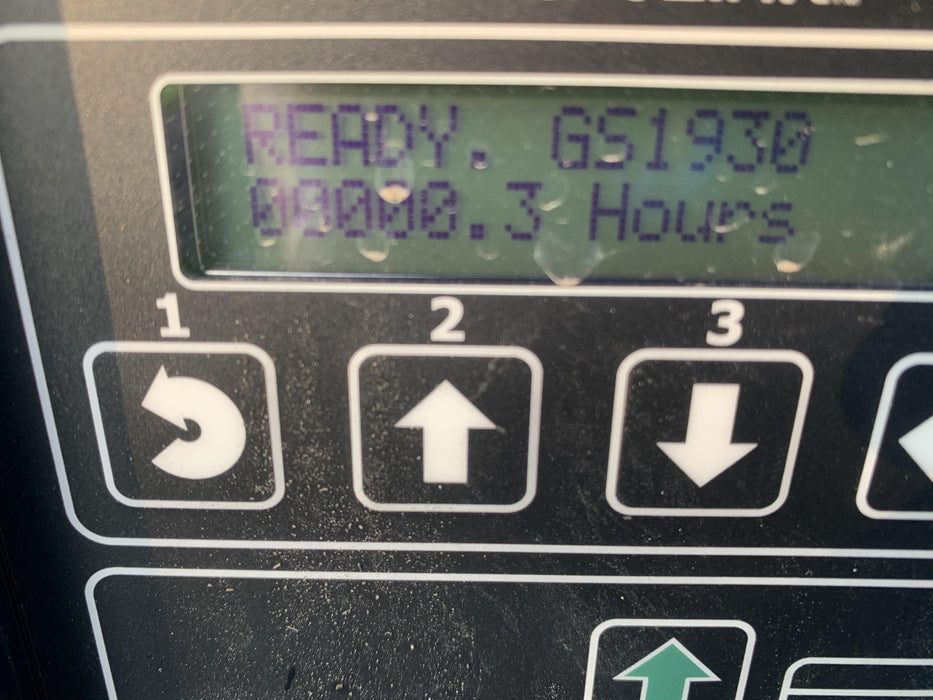 READY. GS1930
00000.3 Hours
1 2 3